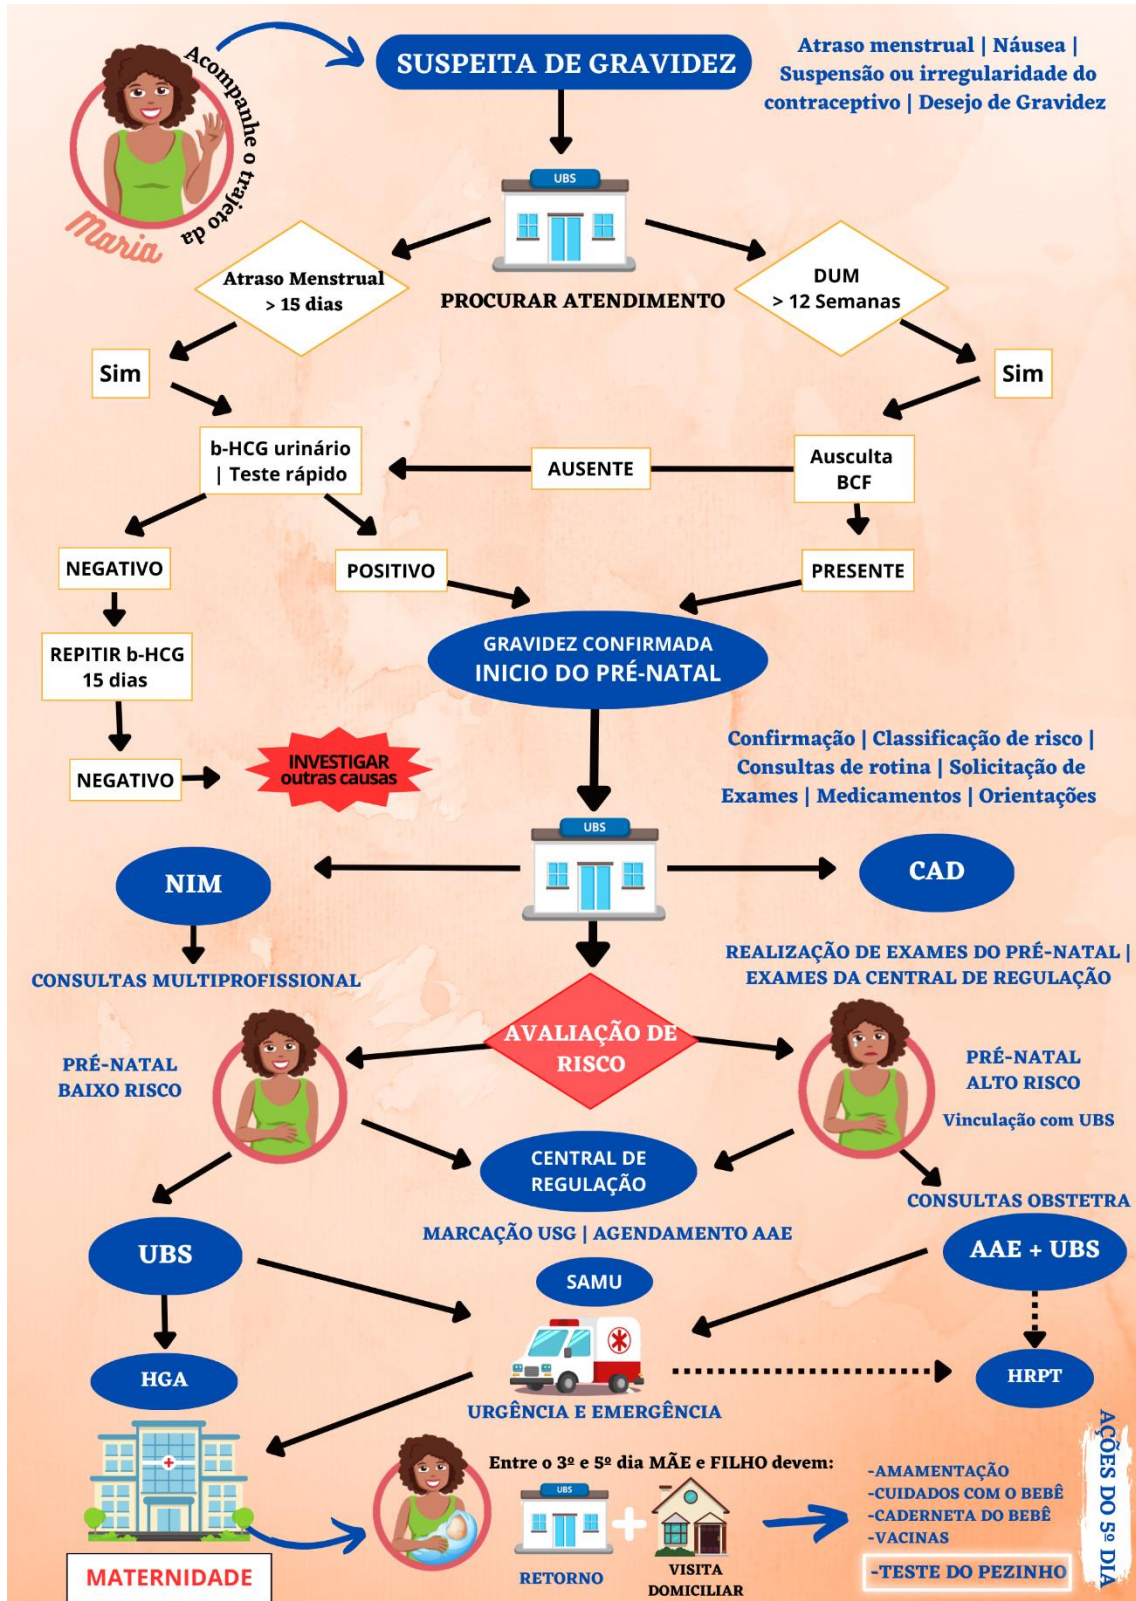 Acompanhe o trajeto da
Maria
SUSPEITA DE GRAVIDEZ
Atraso menstrual | Náusea |
Suspensão ou irregularidade do
contraceptivo | Desejo de Gravidez
UBS
PROCURAR ATENDIMENTO
Atraso Menstrual
> 15 dias
DUM
> 12 Semanas
Sim
Sim
b-HCG urinário
| Teste rápido
AUSENTE
Ausculta
BCF
NEGATIVO
POSITIVO
PRESENTE
REPITIR b-HCG
15 dias
GRAVIDEZ CONFIRMADA
INICIO DO PRÉ-NATAL
NEGATIVO
INVESTIGAR
outras causas
Confirmação | Classificação de risco |
Consultas de rotina | Solicitação de
Exames | Medicamentos | Orientações
UBS
NIM
CAD
CONSULTAS MULTIPROFISSIONAL
REALIZAÇÃO DE EXAMES DO PRÉ-NATAL |
EXAMES DA CENTRAL DE REGULAÇÃO
AVALIAÇÃO DE
RISCO
PRÉ-NATAL
BAIXO RISCO
PRÉ-NATAL
ALTO RISCO
Vinculação com UBS
CENTRAL DE
REGULAÇÃO
MARCAÇÃO USG | AGENDAMENTO AAE
CONSULTAS OBSTETRA
UBS
AAE + UBS
SAMU
URGÊNCIA E EMERGÊNCIA
HGA
HRPT
MATERNIDADE
Entre o 3º e 5º dia MÃE e FILHO devem:
UBS
RETORNO
VISITA
DOMICILIAR
-AMAMENTAÇÃO
-CUIDADOS COM O BEBÊ
-CADERNETA DO BEBÊ
-VACINAS
-TESTE DO PEZINHO
AÇÕES DO 5º DIA